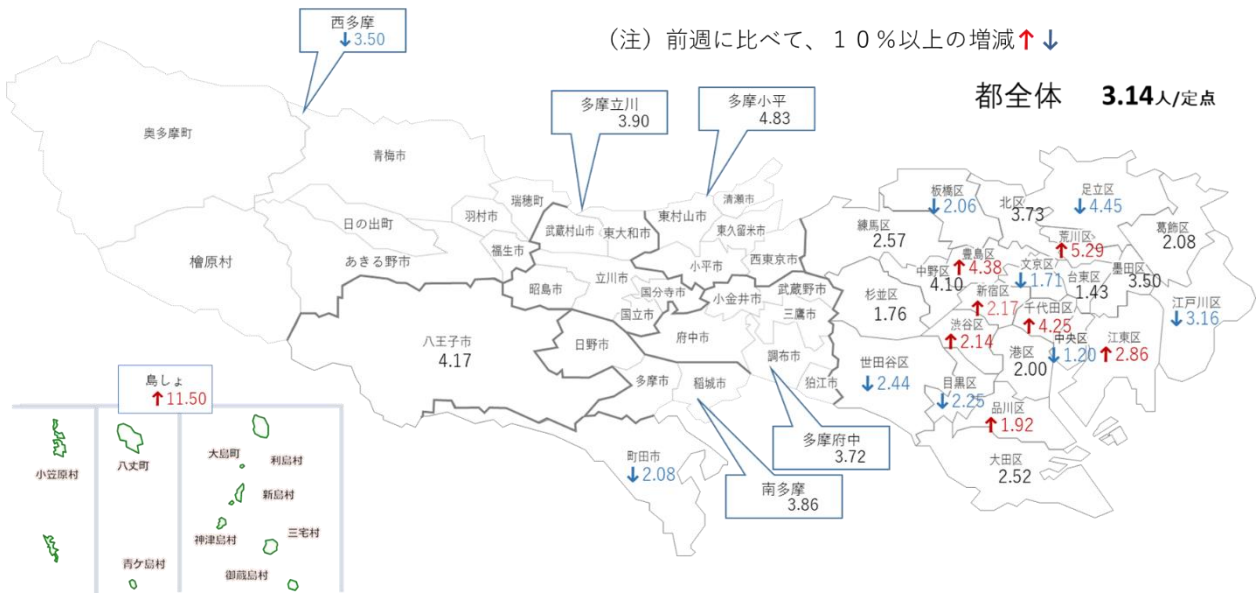 (注) 前週に比べて、１０％以上の増減↑↓
都全体 3.14人/定点
西多摩
↓3.50
多摩立川
3.90
多摩小平
4.83
奥多摩町
青梅市
瑞穂町
羽村市
日の出町
福生市
あきる野市
檜原村
武蔵村山市
東大和市
東村山市
清瀬市
東久留米市
小平市
西東京市
昭島市
立川市
国分寺市
国立市
小金井市
武蔵野市
三鷹市
府中市
調布市
狛江市
八王子市
4.17
日野市
多摩市
稲城市
町田市
↓2.08
多摩府中
3.72
南多摩
3.86
板橋区
↓2.06
北区
3.73
足立区
↓4.45
葛飾区
2.08
練馬区
2.57
荒川区
↑5.29
豊島区
↑4.38
文京区
↓1.71
中野区
4.10
台東区
1.43
墨田区
3.50
杉並区
1.76
新宿区
↑2.17
千代田区
↑4.25
江戸川区
↓3.16
渋谷区
↑2.14
中央区
↓1.20
江東区
↑2.86
港区
2.00
世田谷区
↓2.44
目黒区
↓2.25
品川区
↑1.92
大田区
2.52
島しょ
↑11.50
小笠原村
八丈町
青ケ島村
大島町
利島村
新島村
神津島村
三宅村
御蔵島村